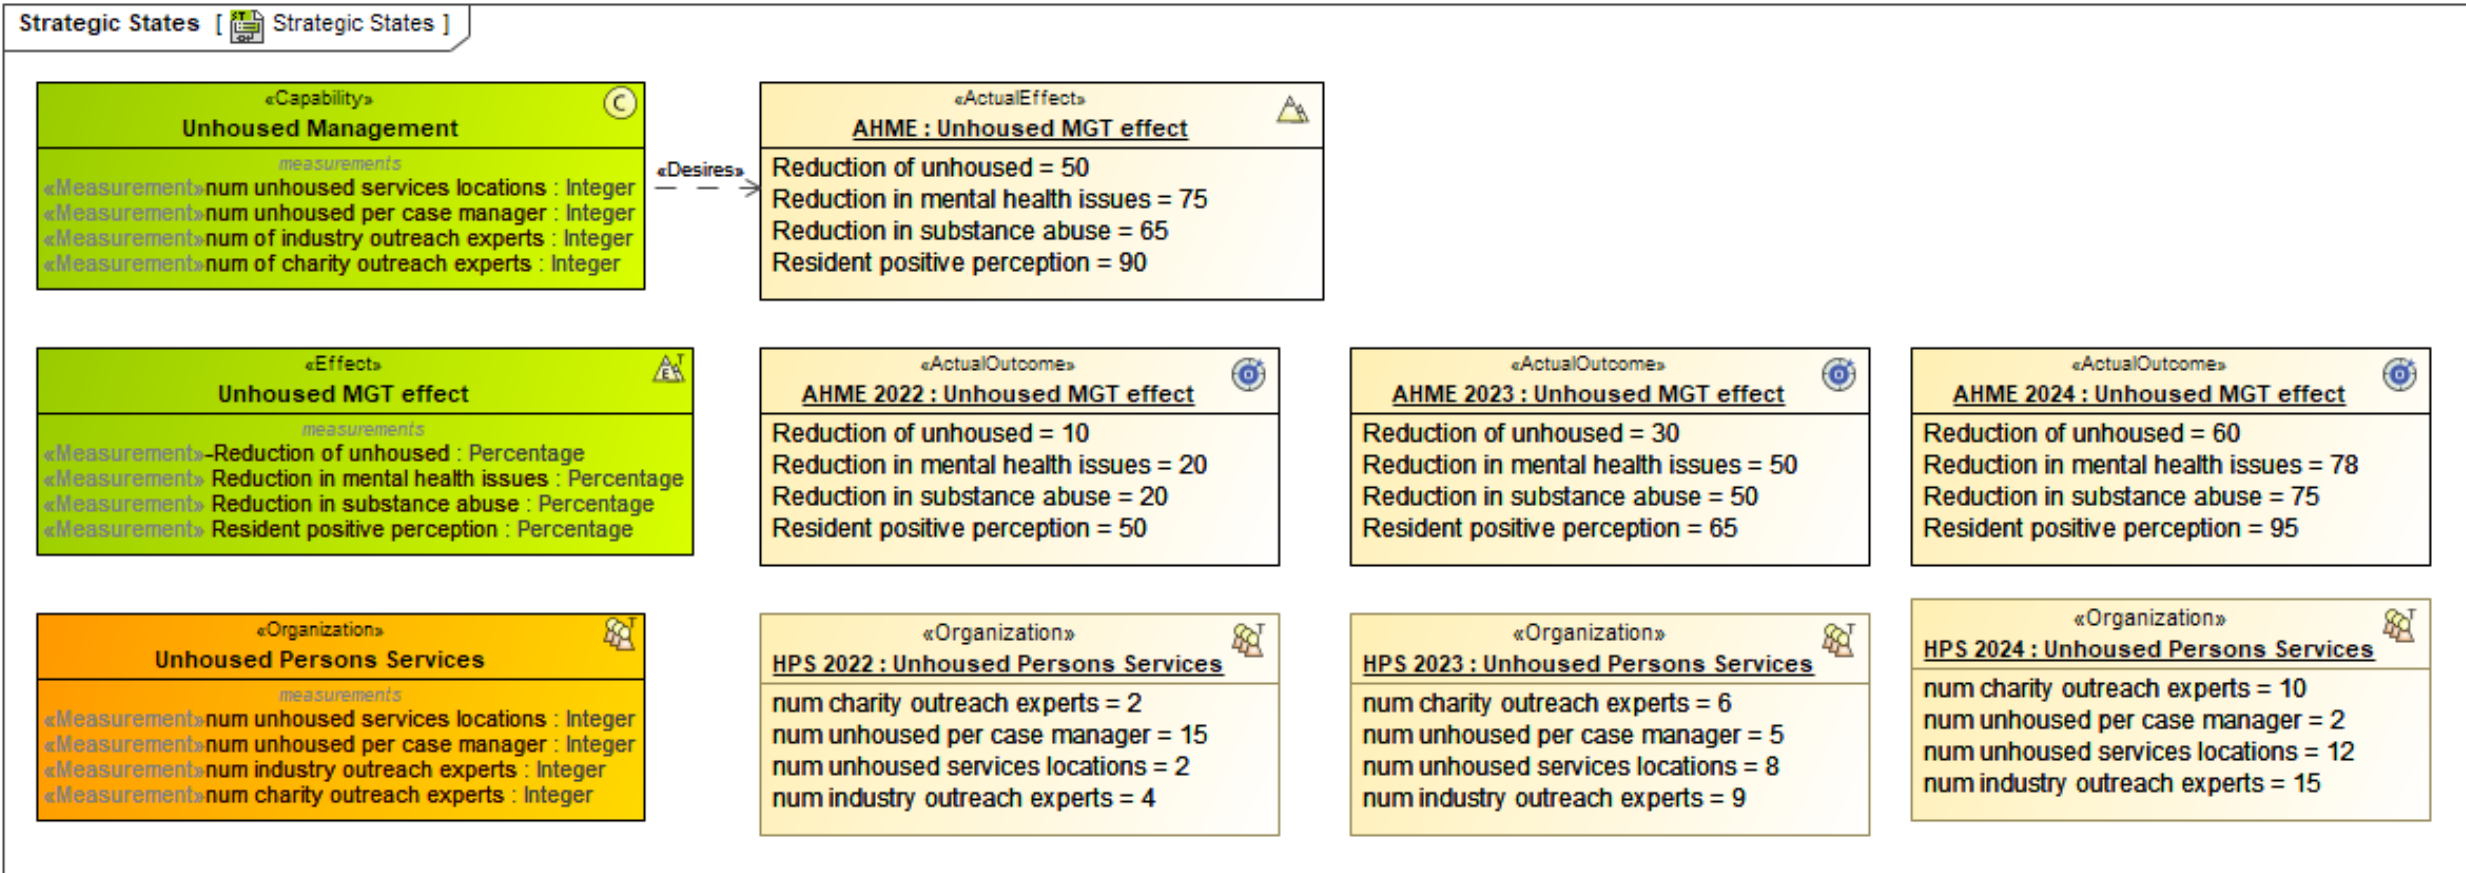 Strategic States [ Strategic States ]
«Capability»
Unhoused Management
measurements
«Measurement»num unhoused services locations : Integer
«Measurement»num unhoused per case manager : Integer
«Measurement»num of industry outreach experts : Integer
«Measurement»num of charity outreach experts : Integer
«Desires»
«ActualEffect»
AHME : Unhoused MGT effect
Reduction of unhoused = 50
Reduction in mental health issues = 75
Reduction in substance abuse = 65
Resident positive perception = 90
«Effect»
Unhoused MGT effect
measurements
«Measurement»-Reduction of unhoused : Percentage
«Measurement» Reduction in mental health issues : Percentage
«Measurement» Reduction in substance abuse : Percentage
«Measurement» Resident positive perception : Percentage
«ActualOutcome»
AHME 2022 : Unhoused MGT effect
Reduction of unhoused = 10
Reduction in mental health issues = 20
Reduction in substance abuse = 20
Resident positive perception = 50
«ActualOutcome»
AHME 2023 : Unhoused MGT effect
Reduction of unhoused = 30
Reduction in mental health issues = 50
Reduction in substance abuse = 50
Resident positive perception = 65
«ActualOutcome»
AHME 2024 : Unhoused MGT effect
Reduction of unhoused = 60
Reduction in mental health issues = 78
Reduction in substance abuse = 75
Resident positive perception = 95
«Organization»
Unhoused Persons Services
measurements
«Measurement»num unhoused services locations : Integer
«Measurement»num unhoused per case manager : Integer
«Measurement»num industry outreach experts : Integer
«Measurement»num charity outreach experts : Integer
«Organization»
HPS 2022 : Unhoused Persons Services
num charity outreach experts = 2
num unhoused per case manager = 15
num unhoused services locations = 2
num industry outreach experts = 4
«Organization»
HPS 2023 : Unhoused Persons Services
num charity outreach experts = 6
num unhoused per case manager = 5
num unhoused services locations = 8
num industry outreach experts = 9
«Organization»
HPS 2024 : Unhoused Persons Services
num charity outreach experts = 10
num unhoused per case manager = 2
num unhoused services locations = 12
num industry outreach experts = 15